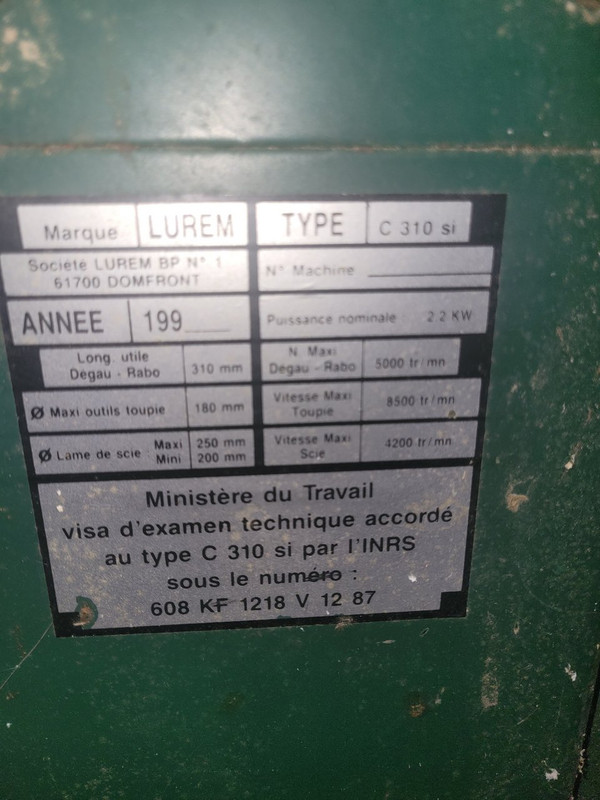 Marque LUREM TYPE C 310 si
Société LUREM BP N° 1
61700 DOMFRONT
N° Machine
ANNEE 199
Puissance nominale 2.2 KW
Long. utile
Degau - Rabo 310 mm
N. Maxi
Degau - Rabo 5000 tr/mn
Ø Maxi outils toupie 180 mm
Vitesse Maxi
Toupie 8500 tr/mn
Ø Lame de scie : Maxi 250 mm
Mini 200 mm
Vitesse Maxi
Scie 4200 tr/mn
Ministère du Travail
visa d'examen technique accordé
au type C 310 si par l'INRS
sous le numéro :
608 KF 1218 V 12 87